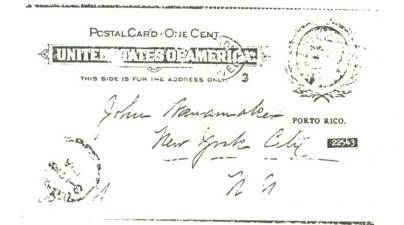 POSTAL CARD · ONE CENT
UNITED STATES OF AMERICA
THIS SIDE IS FOR THE ADDRESS ONLY
3
John Wanamaker
PORTO RICO.
New York City
22543
N Y